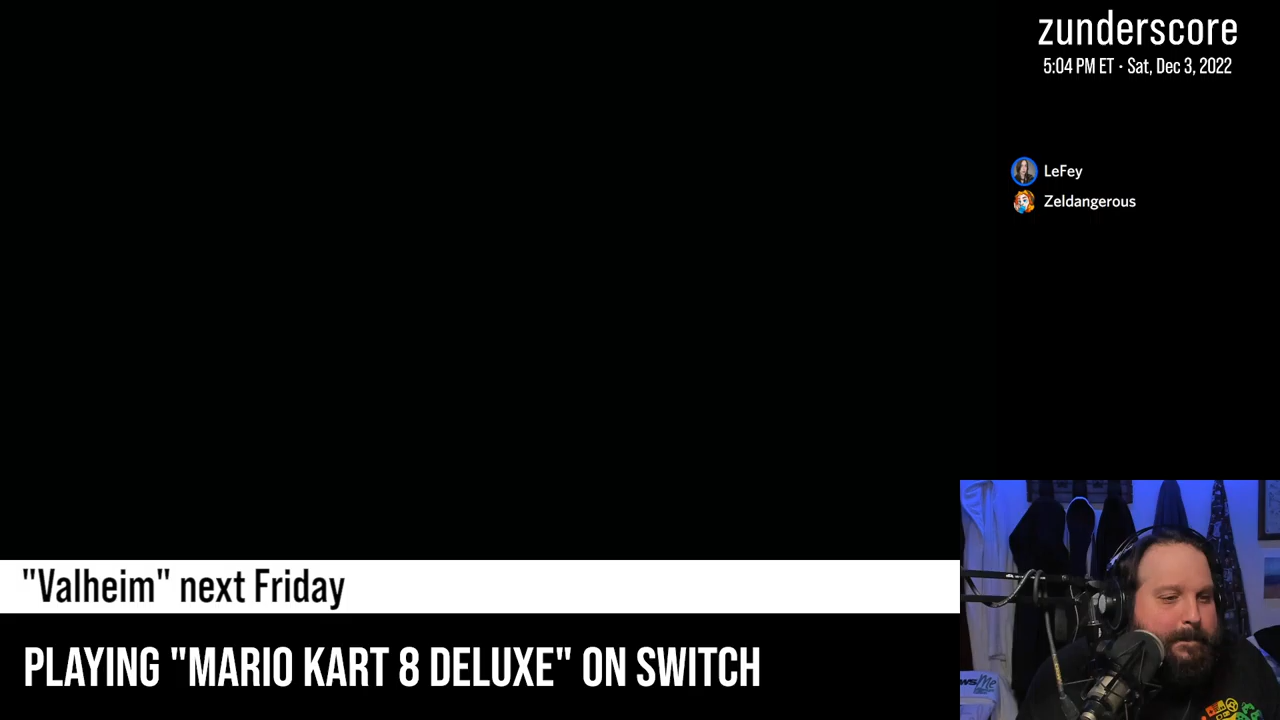 zunderscore
5:04 PM ET · Sat, Dec 3, 2022
LeFey
Zeldangerous
"Valheim" next Friday
PLAYING "MARIO KART 8 DELUXE" ON SWITCH